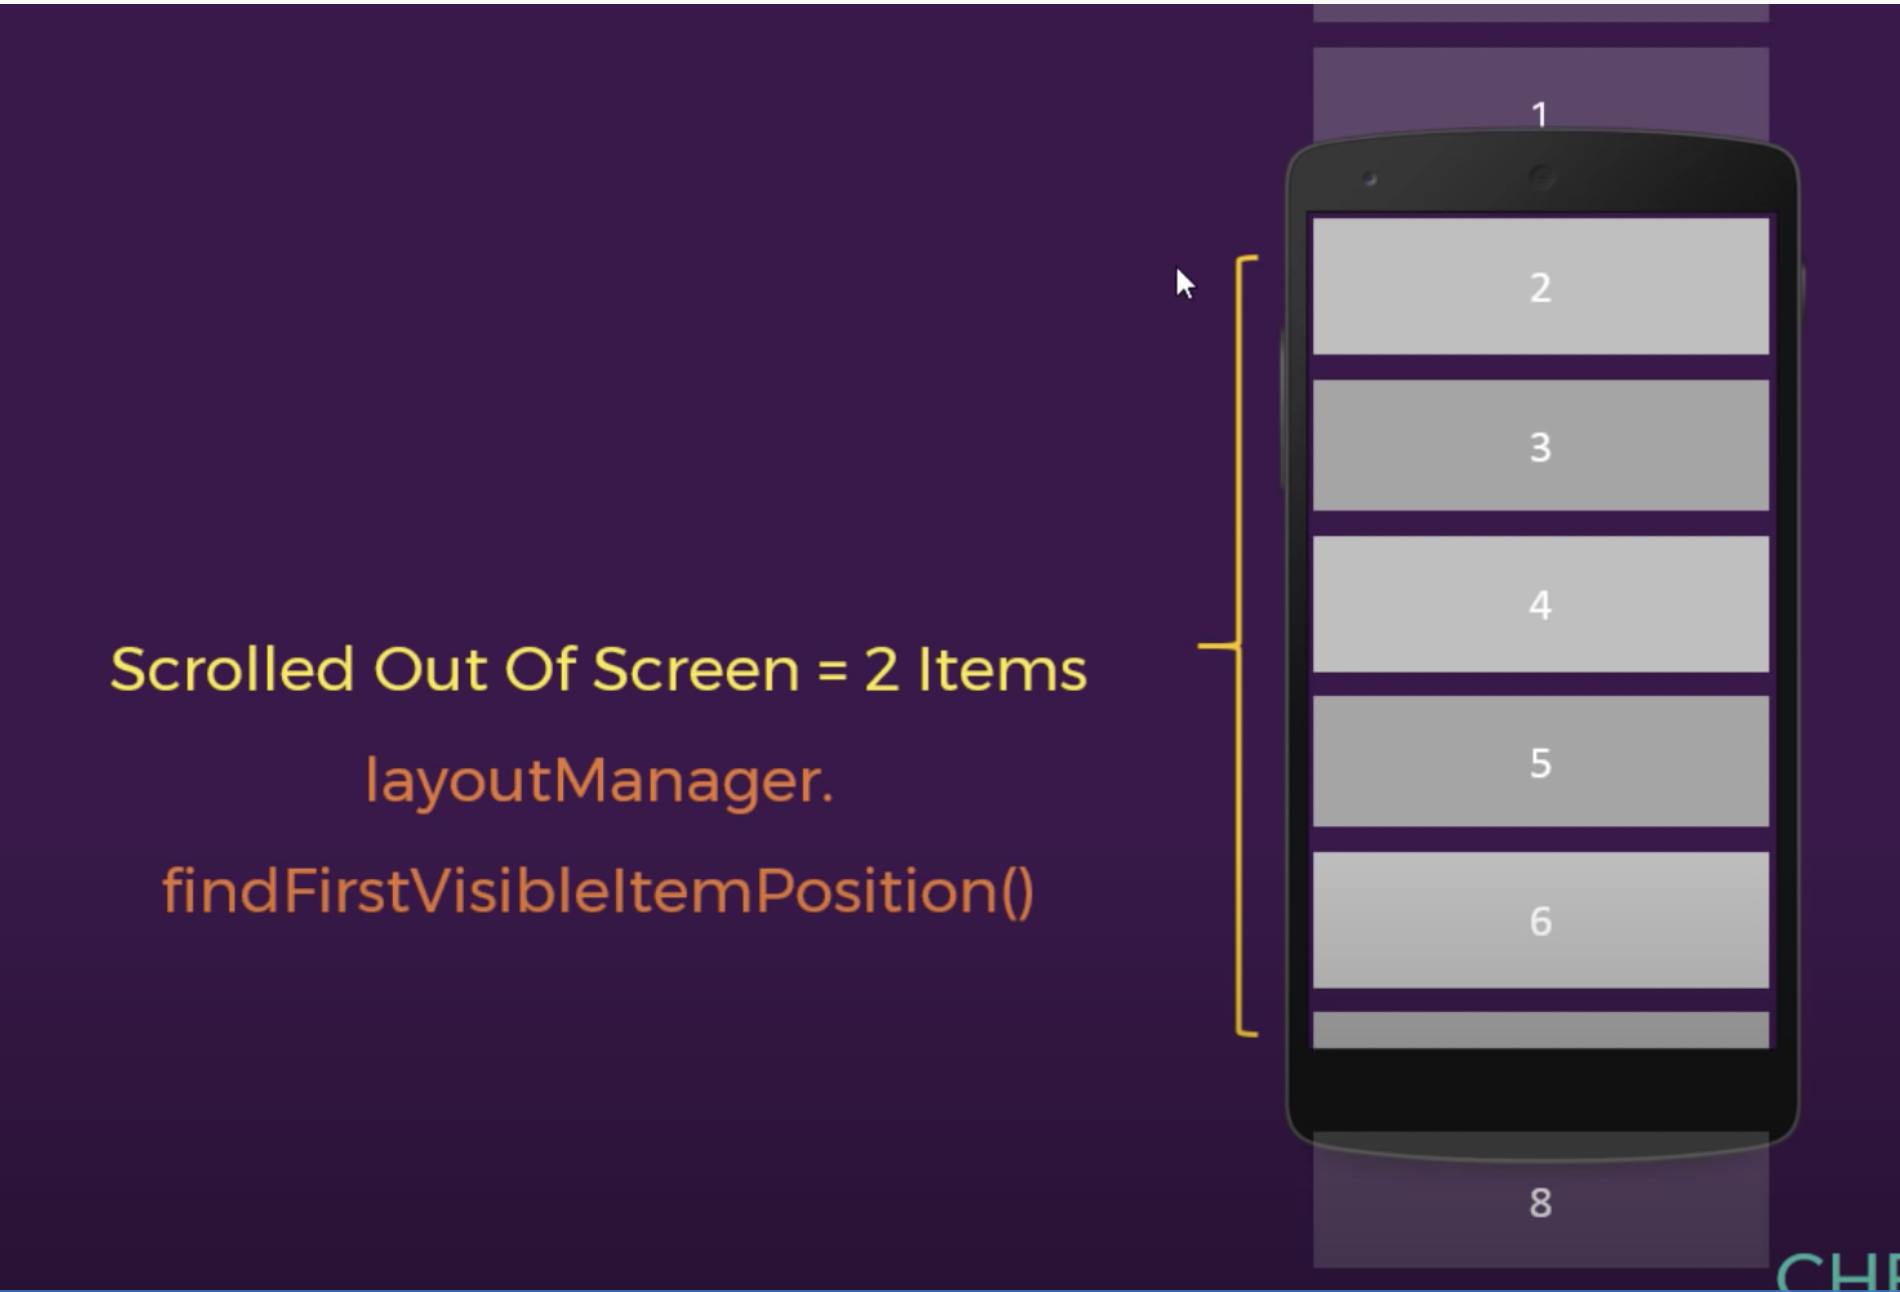 1
2
3
4
Scrolled Out Of Screen = 2 Items
5
layoutManager.
findFirstVisibleItemPosition()
6
8